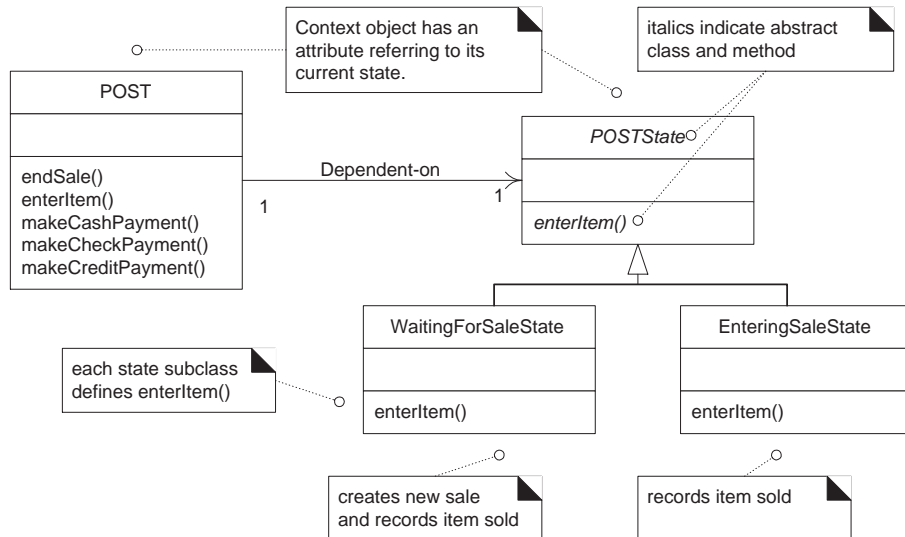 Context object has an
attribute referring to its
current state.
italics indicate abstract
class and method
POST
endSale()
enterItem()
makeCashPayment()
makeCheckPayment()
makeCreditPayment()
Dependent-on
1
1
POSTState
enterItem()
WaitingForSaleState
enterItem()
EnteringSaleState
enterItem()
each state subclass
defines enterItem()
creates new sale
and records item sold
records item sold